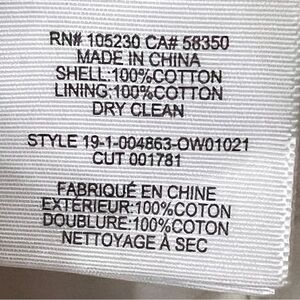 RN# 105230 CA# 58350
MADE IN CHINA
SHELL:100%COTTON
LINING:100%COTTON
DRY CLEAN
STYLE 19-1-004863-OW01021
CUT 001781
FABRIQUÉ EN CHINE
EXTÉRIEUR:100%COTON
DOUBLURE:100%COTON
NETTOYAGE À SEC